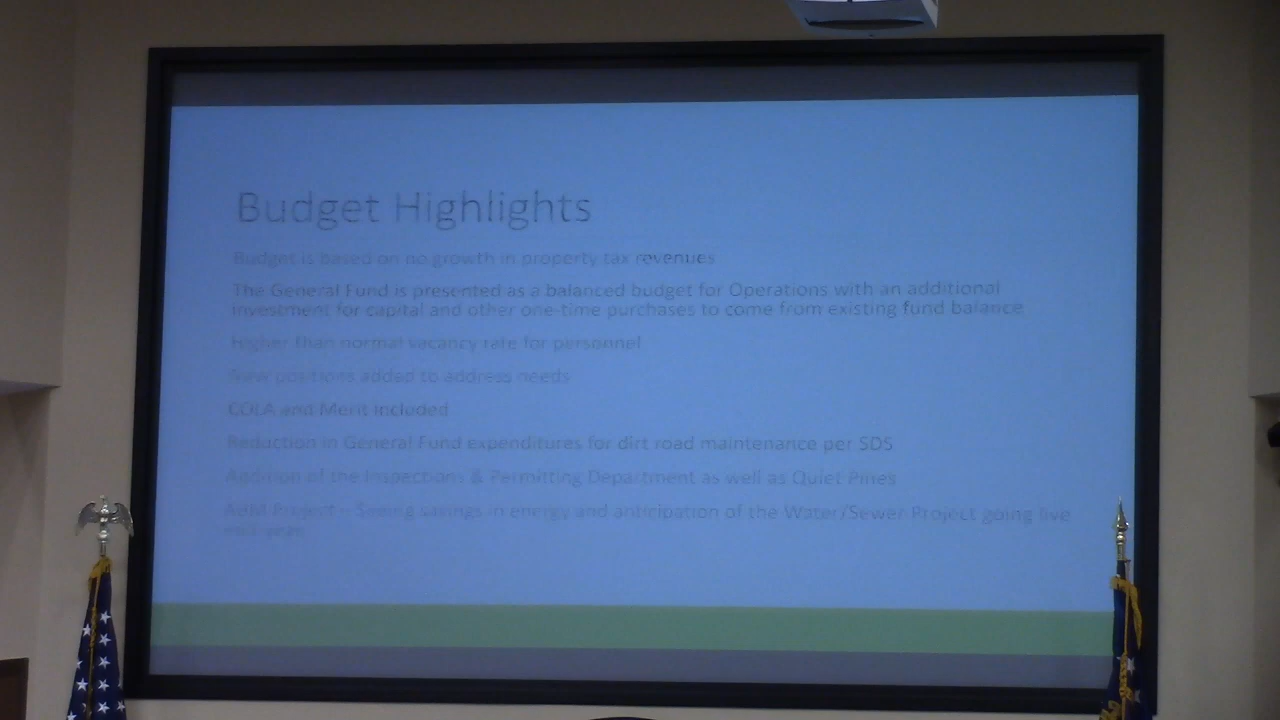 Budget Highlights
Budget is based on no growth in property tax revenues
The General Fund is presented as a balanced budget for Operations with an additional
investment for capital and other one-time purchases to come from existing fund balance
Higher than normal vacancy rate for personnel
New positions added to address needs
COLA and Merit included
Reduction in General Fund expenditures for dirt road maintenance per SDS
Addition of the Inspections & Permitting Department as well as Quiet Pines
Project - Seeing savings in energy and anticipation of the Water/Sewer Project going live